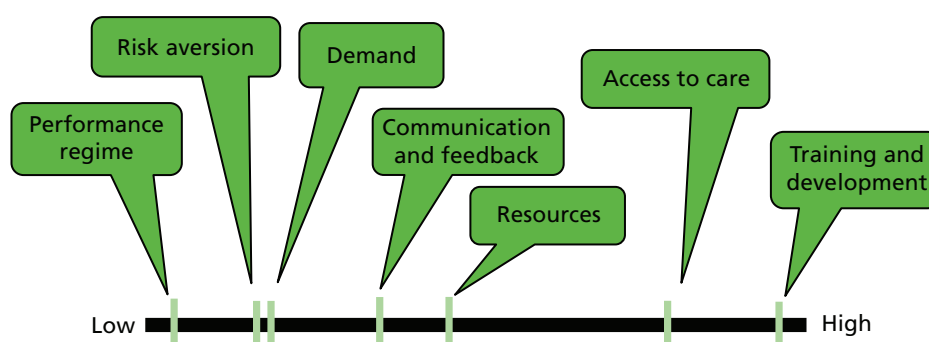 Risk aversion
Demand
Access to care
Performance
regime
Communication
and feedback
Training and
development
Resources
Low
High